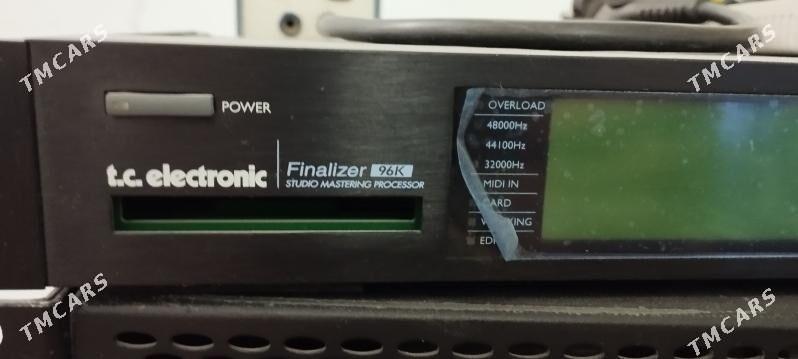 TMCARS
TMCARS
POWER
OVERLOAD
48000Hz
44100Hz
32000Hz
MIDI IN
t.c. electronic
Finalizer 96K
STUDIO MASTERING PROCESSOR
TMCARS
TMCARS